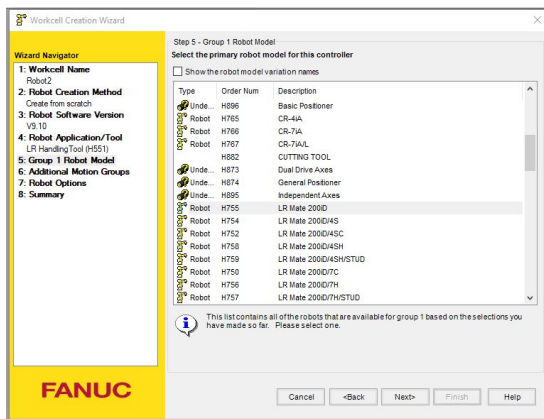 Workcell Creation Wizard
Wizard Navigator
1: Workcell Name
Robot2
2: Robot Creation Method
Create from scratch
3: Robot Software Version
V9.10
4: Robot Application/Tool
LR HandlingTool (H551)
5: Group 1 Robot Model
6: Additional Motion Groups
7: Robot Options
8: Summary
FANUC
Step 5 - Group 1 Robot Model
Select the primary robot model for this controller
Show the robot model variation names
Type Order Num Description
Unde... H896 Basic Positioner
Robot H765 CR-4iA
Robot H766 CR-7iA
Robot H767 CR-7iA/L
H882 CUTTING TOOL
Unde... H873 Dual Drive Axes
Unde... H874 General Positioner
Unde... H895 Independent Axes
Robot H755 LR Mate 200iD
Robot H754 LR Mate 200iD/4S
Robot H752 LR Mate 200iD/4SC
Robot H758 LR Mate 200iD/4SH
Robot H759 LR Mate 200iD/4SH/STUD
Robot H750 LR Mate 200iD/7C
Robot H756 LR Mate 200iD/7H
Robot H757 LR Mate 200iD/7H/STUD
This list contains all of the robots that are available for group 1 based on the selections you
have made so far. Please select one.
Cancel <Back Next> Finish Help